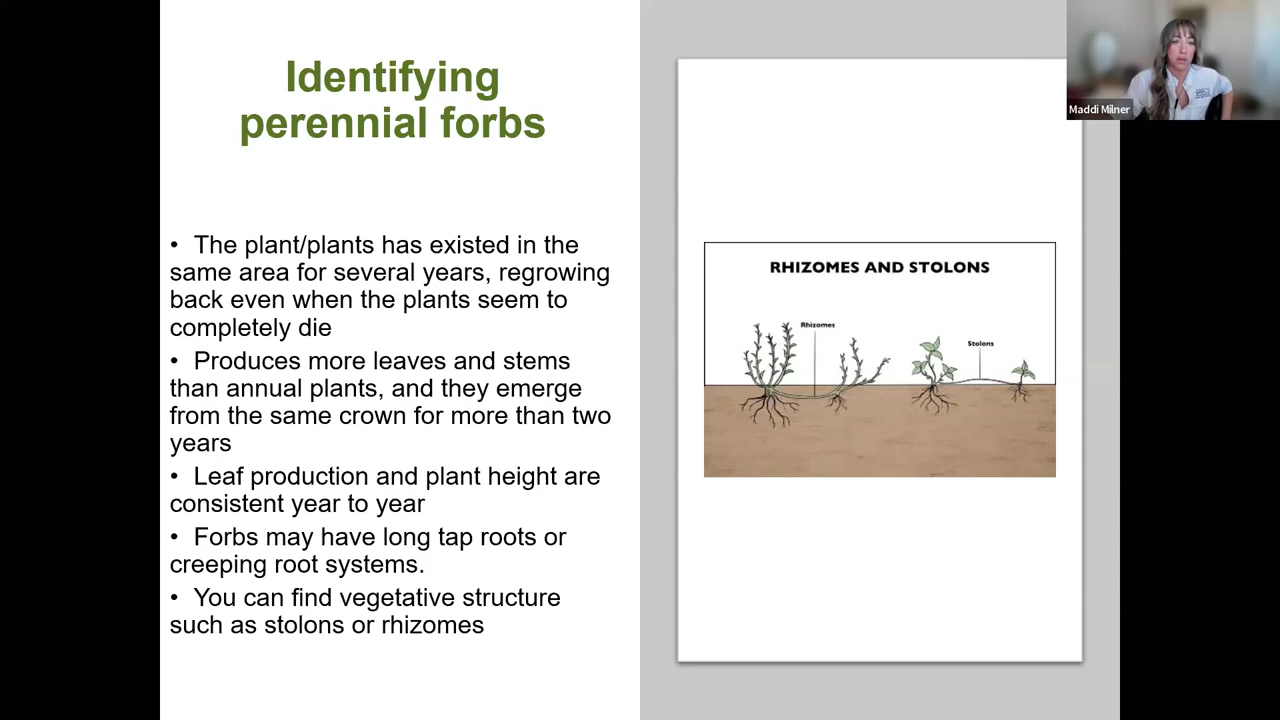 Identifying
perennial forbs
• The plant/plants has existed in the
same area for several years, regrowing
back even when the plants seem to
completely die
• Produces more leaves and stems
than annual plants, and they emerge
from the same crown for more than two
years
• Leaf production and plant height are
consistent year to year
• Forbs may have long tap roots or
creeping root systems.
• You can find vegetative structure
such as stolons or rhizomes
RHIZOMES AND STOLONS
Rhizomes
Stolons
Maddi Milner